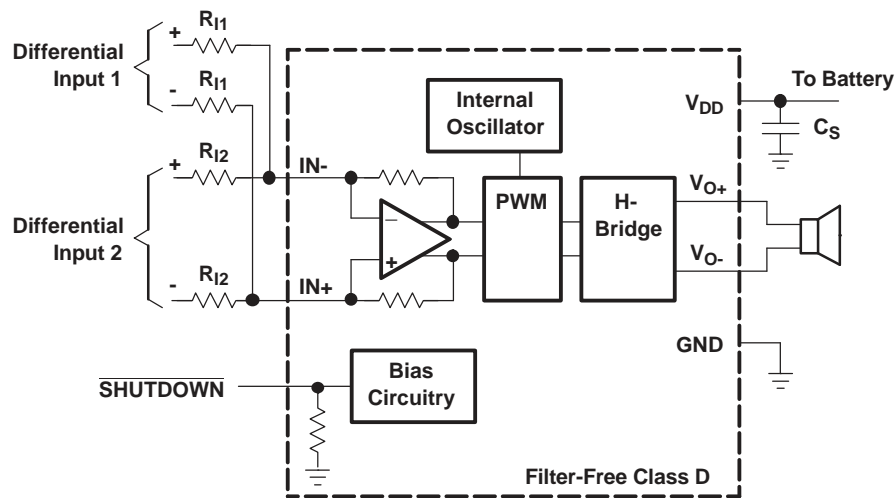 Differential
Input 1
+
R_I1
-
R_I1
Differential
Input 2
+
R_I2
-
R_I2
IN-
IN+
SHUTDOWN
Internal
Oscillator
−
+
PWM
H-
Bridge
Bias
Circuitry
V_DD
To Battery
C_S
V_O+
V_O-
GND
Filter-Free Class D